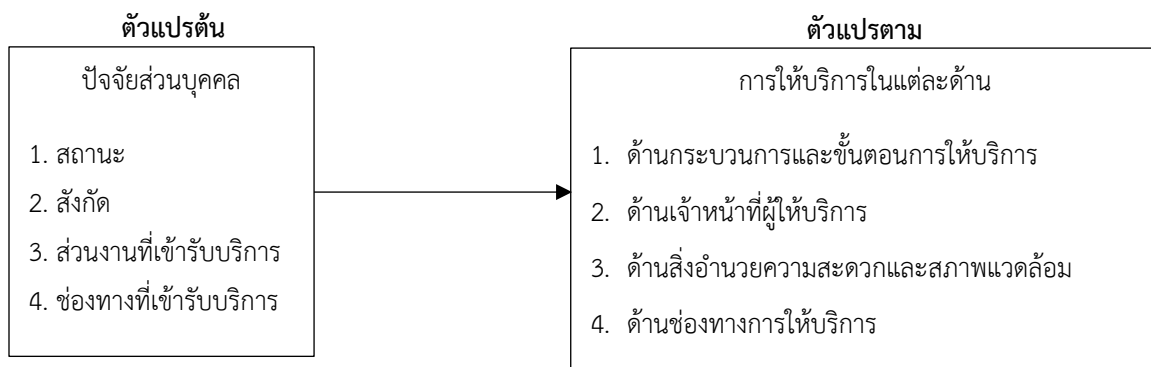 ตัวแปรต้น
ปัจจัยส่วนบุคคล
1. สถานะ
2. สังกัด
3. ส่วนงานที่เข้ารับบริการ
4. ช่องทางที่เข้ารับบริการ
ตัวแปรตาม
การให้บริการในแต่ละด้าน
1. ด้านกระบวนการและขั้นตอนการให้บริการ
2. ด้านเจ้าหน้าที่ผู้ให้บริการ
3. ด้านสิ่งอำนวยความสะดวกและสภาพแวดล้อม
4. ด้านช่องทางการให้บริการ